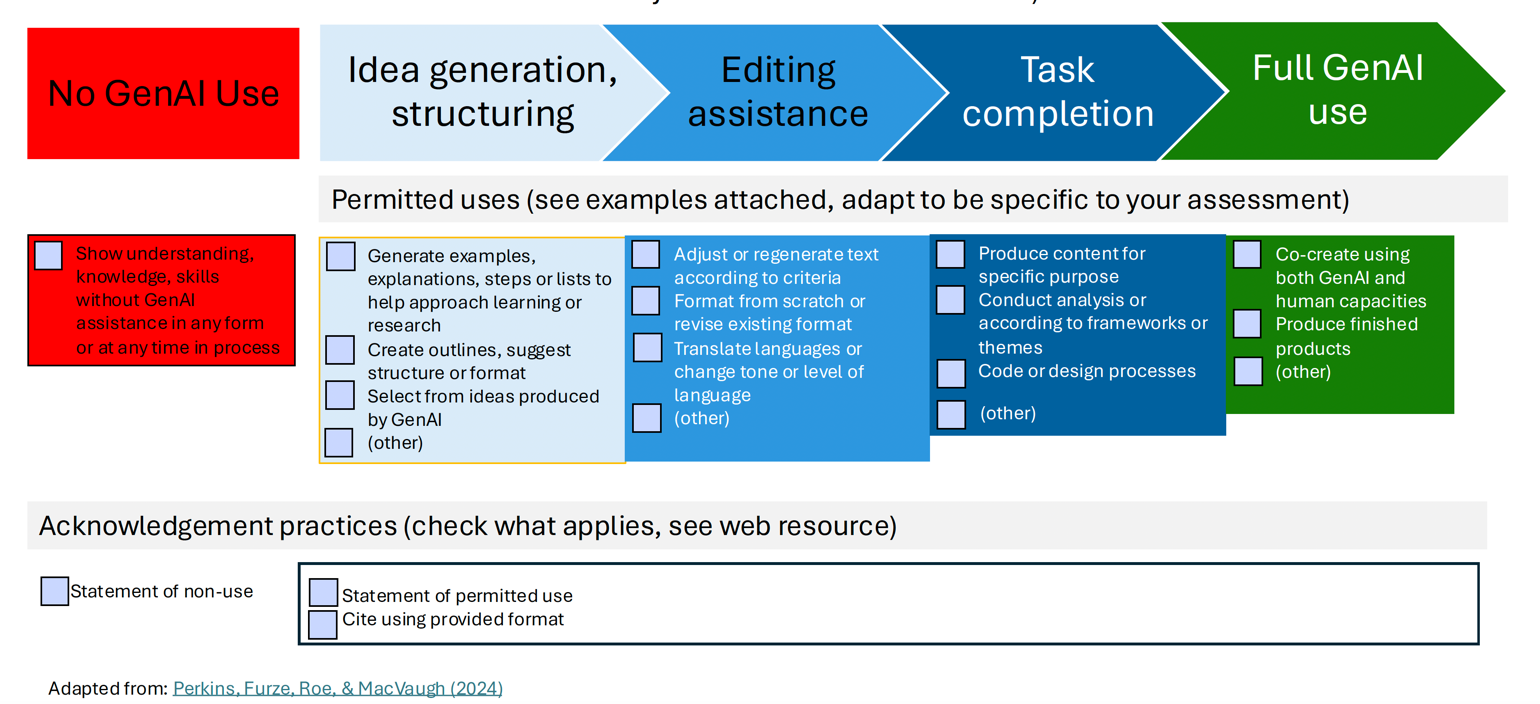 No GenAI Use
Idea generation,
structuring
Editing
assistance
Task
completion
Full GenAI
use
Permitted uses (see examples attached, adapt to be specific to your assessment)
Show understanding,
knowledge, skills
without GenAI
assistance in any form
or at any time in process
Generate examples,
explanations, steps or lists to
help approach learning or
research
Create outlines, suggest
structure or format
Select from ideas produced
by GenAI
(other)
Adjust or regenerate text
according to criteria
Format from scratch or
revise existing format
Translate languages or
change tone or level of
language
(other)
Produce content for
specific purpose
Conduct analysis or
according to frameworks or
themes
Code or design processes
(other)
Co-create using
both GenAI and
human capacities
Produce finished
products
(other)
Acknowledgement practices (check what applies, see web resource)
Statement of non-use
Statement of permitted use
Cite using provided format
Adapted from: Perkins, Furze, Roe, & MacVaugh (2024)